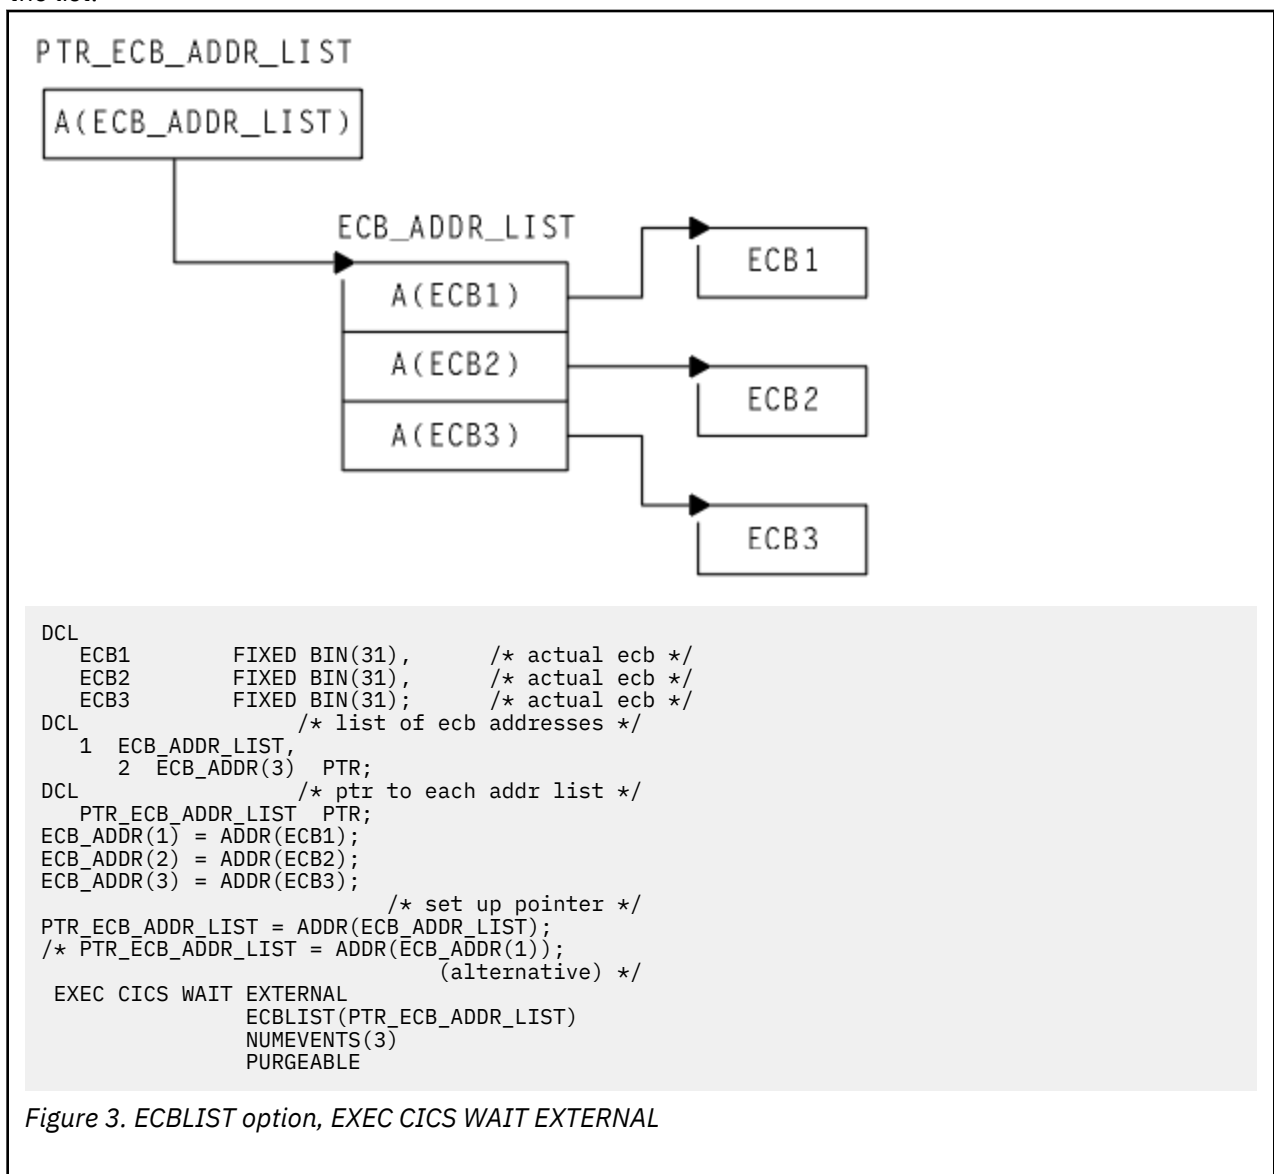 the list.
PTR_ECB_ADDR_LIST
A(ECB_ADDR_LIST)
ECB_ADDR_LIST
A(ECB1)
A(ECB2)
A(ECB3)
ECB1
ECB2
ECB3
DCL
   ECB1        FIXED BIN(31),      /* actual ecb */
   ECB2        FIXED BIN(31),      /* actual ecb */
   ECB3        FIXED BIN(31);      /* actual ecb */
DCL                 /* list of ecb addresses */
   1  ECB_ADDR_LIST,
      2  ECB_ADDR(3)  PTR;
DCL                 /* ptr to each addr list */
   PTR_ECB_ADDR_LIST  PTR;
ECB_ADDR(1) = ADDR(ECB1);
ECB_ADDR(2) = ADDR(ECB2);
ECB_ADDR(3) = ADDR(ECB3);
                           /* set up pointer */
PTR_ECB_ADDR_LIST = ADDR(ECB_ADDR_LIST);
/* PTR_ECB_ADDR_LIST = ADDR(ECB_ADDR(1));
                               (alternative) */
 EXEC CICS WAIT EXTERNAL
                ECBLIST(PTR_ECB_ADDR_LIST)
                NUMEVENTS(3)
                PURGEABLE
Figure 3. ECBLIST option, EXEC CICS WAIT EXTERNAL